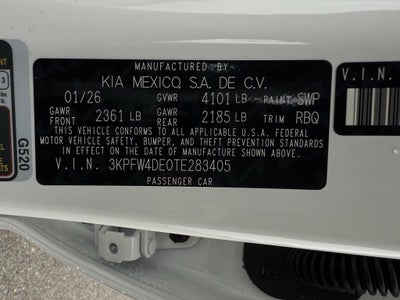 MANUFACTURED BY
KIA MEXICO, S.A. DE C.V.
01/26 GVWR 4101 LB PAINT SWP
GAWR FRONT 2361 LB GAWR REAR 2185 LB TRIM RBQ
THIS VEHICLE CONFORMS TO ALL APPLICABLE U.S.A. FEDERAL
MOTOR VEHICLE SAFETY, BUMPER, AND THEFT PREVENTION
STANDARDS IN EFFECT ON THE DATE OF MANUFACTURE
SHOWN ABOVE.
V.I.N. 3KPFW4DE0TE283405
PASSENGER CAR
G520
3
V.I.N.